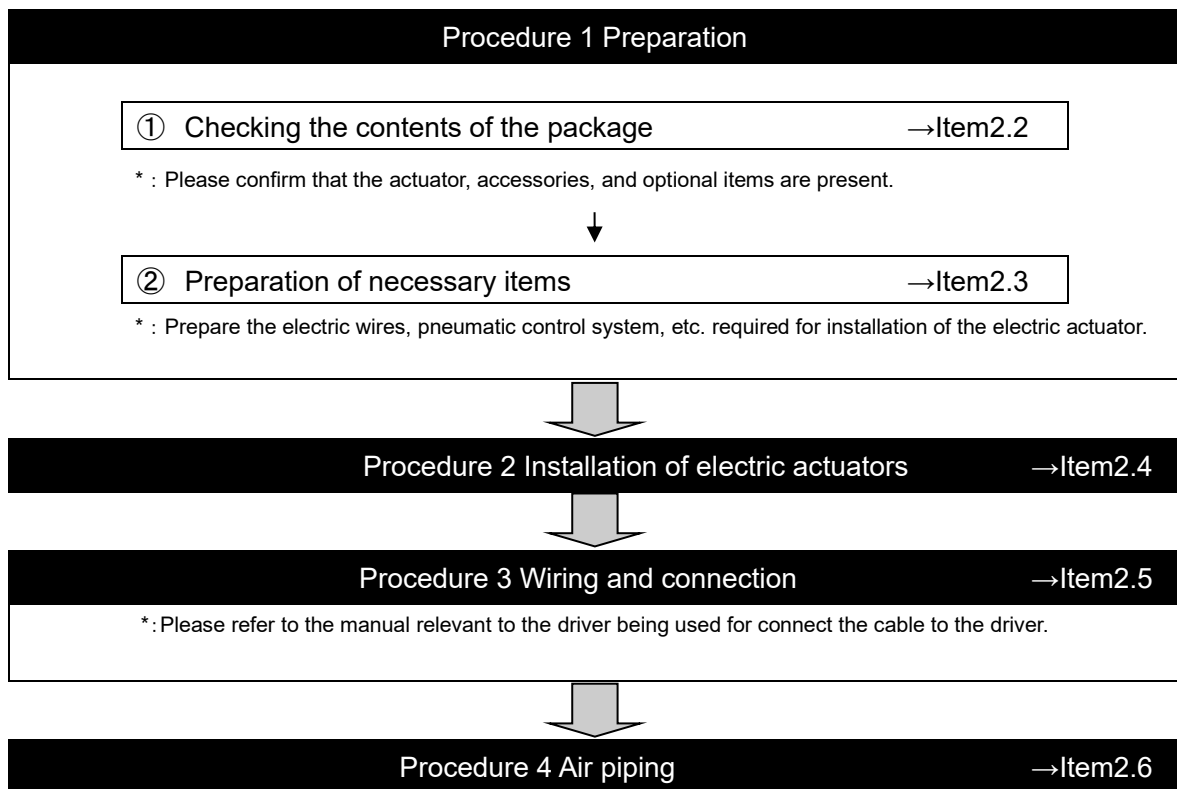 Procedure 1 Preparation
① Checking the contents of the package →Item2.2
*：Please confirm that the actuator, accessories, and optional items are present.
② Preparation of necessary items →Item2.3
*：Prepare the electric wires, pneumatic control system, etc. required for installation of the electric actuator.
Procedure 2 Installation of electric actuators →Item2.4
Procedure 3 Wiring and connection →Item2.5
*：Please refer to the manual relevant to the driver being used for connect the cable to the driver.
Procedure 4 Air piping →Item2.6